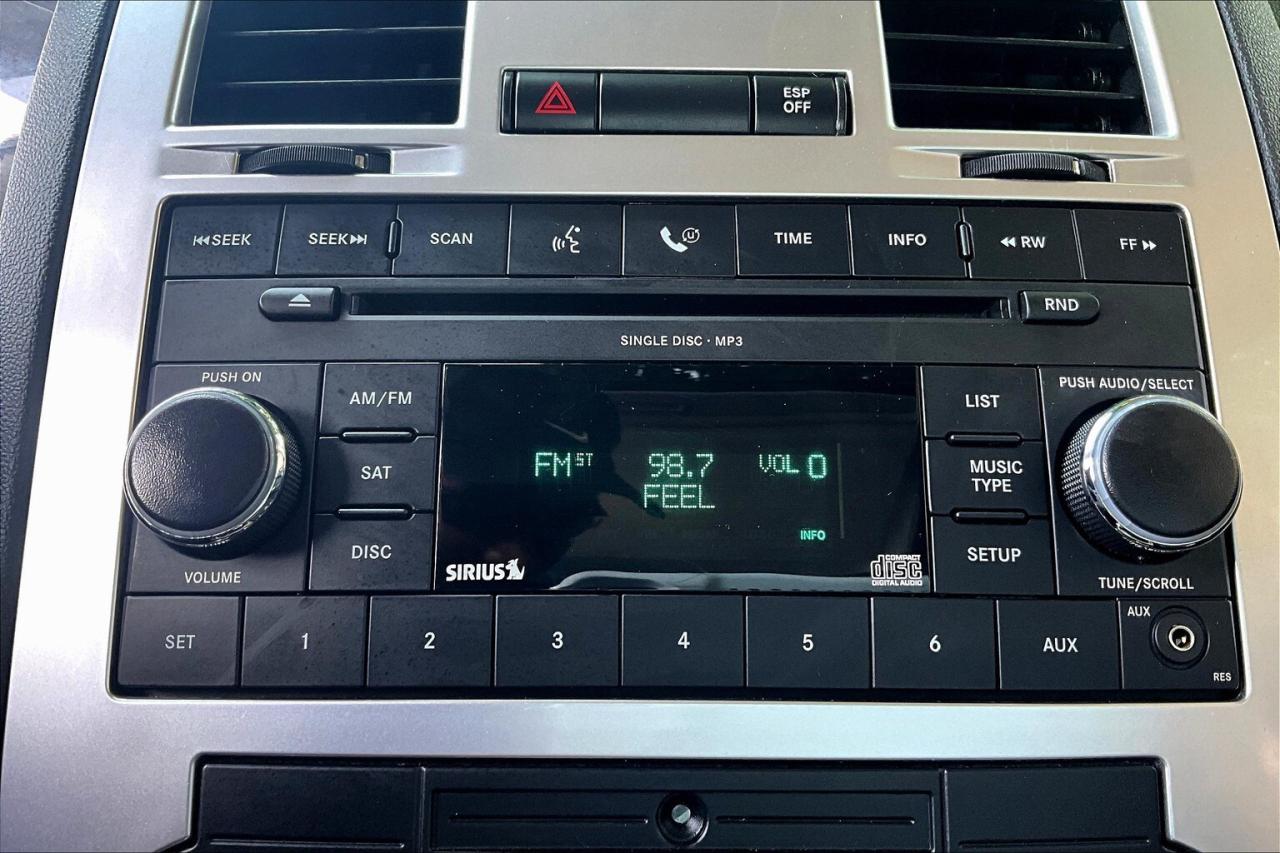 ESP
OFF
SEEK
SEEK
SCAN
TIME
INFO
RW
FF
RND
SINGLE DISC · MP3
PUSH ON
VOLUME
AM/FM
SAT
DISC
FM ST 98.7 VOL 0
FEEL
INFO
SIRIUS
COMPACT
disc
DIGITAL AUDIO
LIST
MUSIC
TYPE
SETUP
PUSH AUDIO/SELECT
TUNE/SCROLL
SET 1 2 3 4 5 6 AUX
AUX
RES